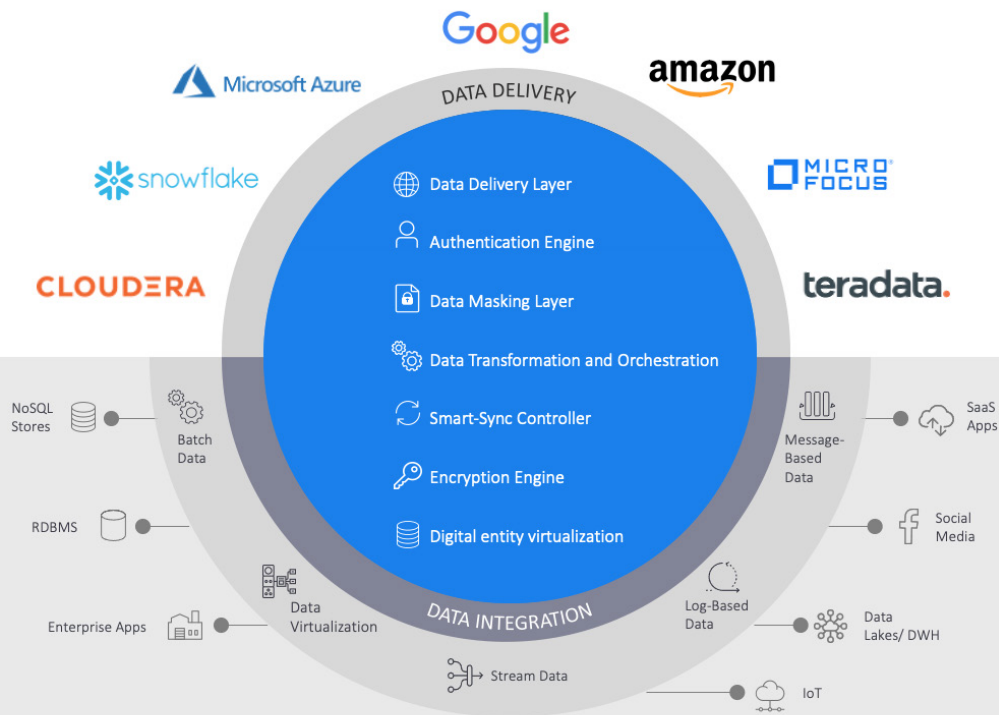 Google
Microsoft Azure
amazon
DATA DELIVERY
snowflake
MICRO
FOCUS
CLOUDERA
teradata.
Data Delivery Layer
Authentication Engine
Data Masking Layer
Data Transformation and Orchestration
Smart-Sync Controller
Encryption Engine
Digital entity virtualization
DATA INTEGRATION
NoSQL
Stores
Batch
Data
RDBMS
Enterprise Apps
Data
Virtualization
Stream Data
Message-
Based
Data
SaaS
Apps
Social
Media
Log-Based
Data
Data
Lakes/ DWH
IoT